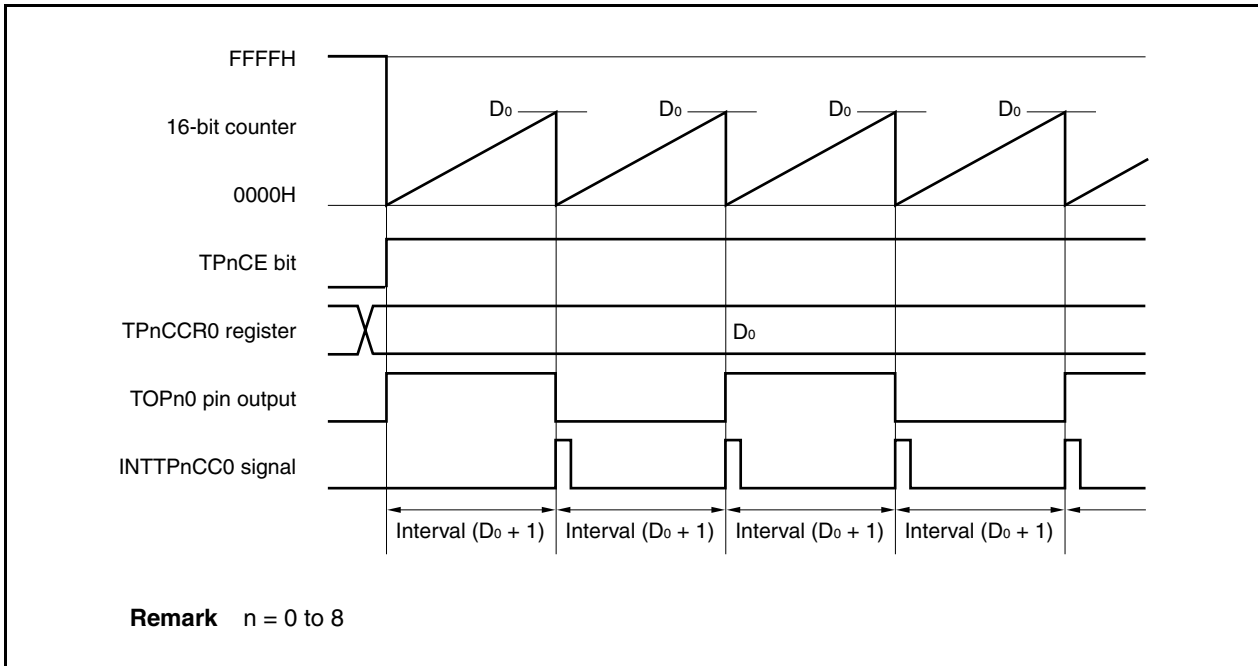 FFFFH
D0 D0 D0 D0
16-bit counter
0000H
TPnCE bit
TPnCCR0 register D0
TOPn0 pin output
INTTPnCC0 signal
Interval (D0 + 1) Interval (D0 + 1) Interval (D0 + 1) Interval (D0 + 1)
Remark n = 0 to 8